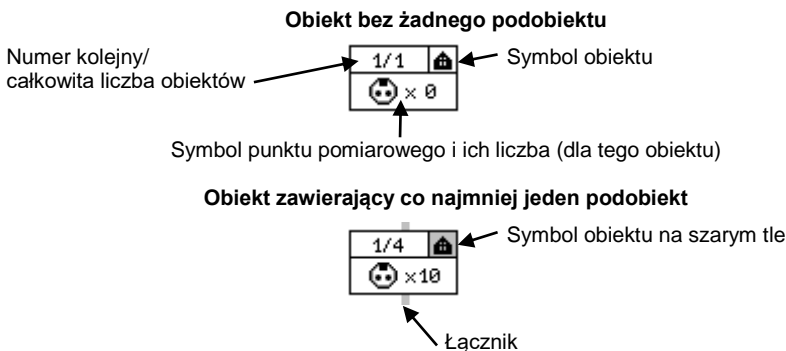 Obiekt bez żadnego podobiektu
Numer kolejny/
całkowita liczba obiektów
1/1
Symbol obiektu
x 0
Symbol punktu pomiarowego i ich liczba (dla tego obiektu)
Obiekt zawierający co najmniej jeden podobiekt
1/4
Symbol obiektu na szarym tle
x10
Łącznik